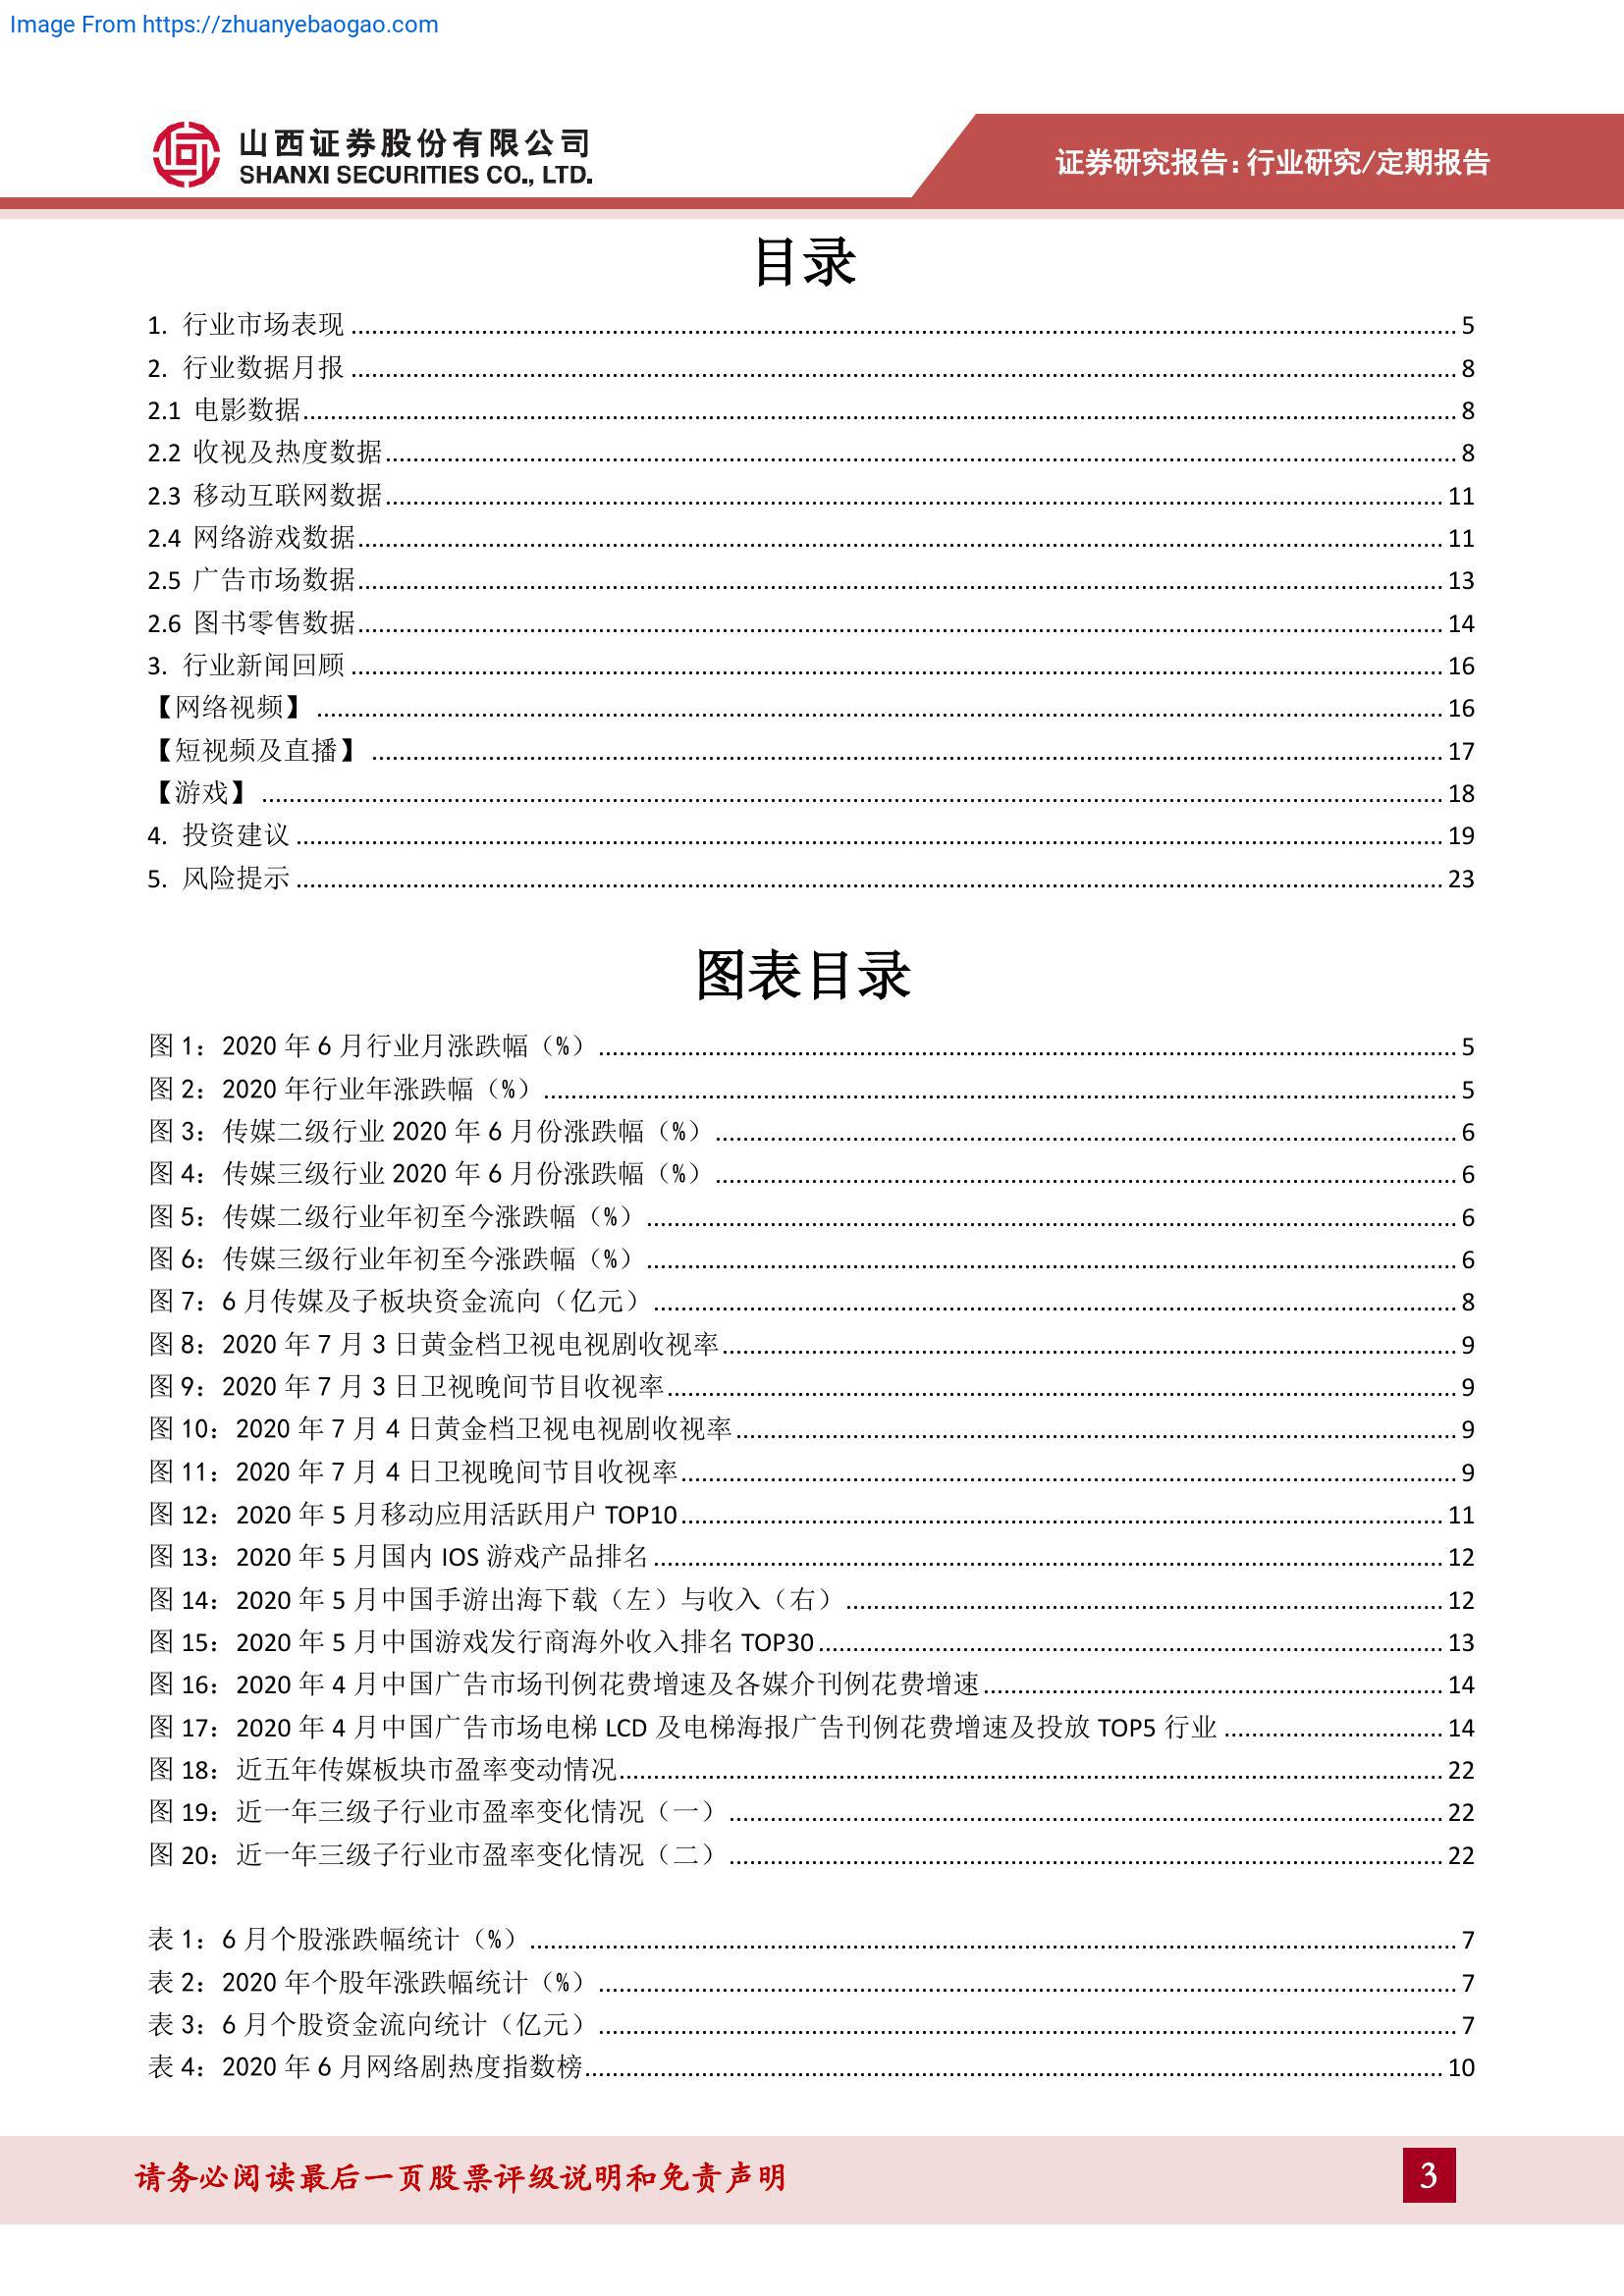 Image From https://zhuanyebaogao.com
山西证券股份有限公司
SHANXI SECURITIES CO., LTD.
证券研究报告:行业研究/定期报告
目录
1. 行业市场表现 ........ 5
2. 行业数据月报 ........ 8
2.1 电影数据 ........ 8
2.2 收视及热度数据 ........ 8
2.3 移动互联网数据 ........ 11
2.4 网络游戏数据 ........ 11
2.5 广告市场数据 ........ 13
2.6 图书零售数据 ........ 14
3. 行业新闻回顾 ........ 16
【网络视频】 ........ 16
【短视频及直播】 ........ 17
【游戏】 ........ 18
4. 投资建议 ........ 19
5. 风险提示 ........ 23
图表目录
图 1：2020 年 6 月行业月涨跌幅（%） ........ 5
图 2：2020 年行业年涨跌幅（%） ........ 5
图 3：传媒二级行业 2020 年 6 月份涨跌幅（%） ........ 6
图 4：传媒三级行业 2020 年 6 月份涨跌幅（%） ........ 6
图 5：传媒二级行业年初至今涨跌幅（%） ........ 6
图 6：传媒三级行业年初至今涨跌幅（%） ........ 6
图 7：6 月传媒及子板块资金流向（亿元） ........ 8
图 8：2020 年 7 月 3 日黄金档卫视电视剧收视率 ........ 9
图 9：2020 年 7 月 3 日卫视晚间节目收视率 ........ 9
图 10：2020 年 7 月 4 日黄金档卫视电视剧收视率 ........ 9
图 11：2020 年 7 月 4 日卫视晚间节目收视率 ........ 9
图 12：2020 年 5 月移动应用活跃用户 TOP10 ........ 11
图 13：2020 年 5 月国内 IOS 游戏产品排名 ........ 12
图 14：2020 年 5 月中国手游出海下载（左）与收入（右） ........ 12
图 15：2020 年 5 月中国游戏发行商海外收入排名 TOP30 ........ 13
图 16：2020 年 4 月中国广告市场刊例花费增速及各媒介刊例花费增速 ........ 14
图 17：2020 年 4 月中国广告市场电梯 LCD 及电梯海报广告刊例花费增速及投放 TOP5 行业 ........ 14
图 18：近五年传媒板块市盈率变动情况 ........ 22
图 19：近一年三级子行业市盈率变化情况（一） ........ 22
图 20：近一年三级子行业市盈率变化情况（二） ........ 22
表 1：6 月个股涨跌幅统计（%） ........ 7
表 2：2020 年个股年涨跌幅统计（%） ........ 7
表 3：6 月个股资金流向统计（亿元） ........ 7
表 4：2020 年 6 月网络剧热度指数榜 ........ 10
请务必阅读最后一页股票评级说明和免责声明
3